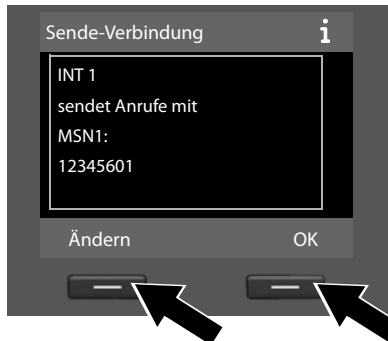 Sende-Verbindung i
INT 1
sendet Anrufe mit
MSN1:
12345601
Ändern OK